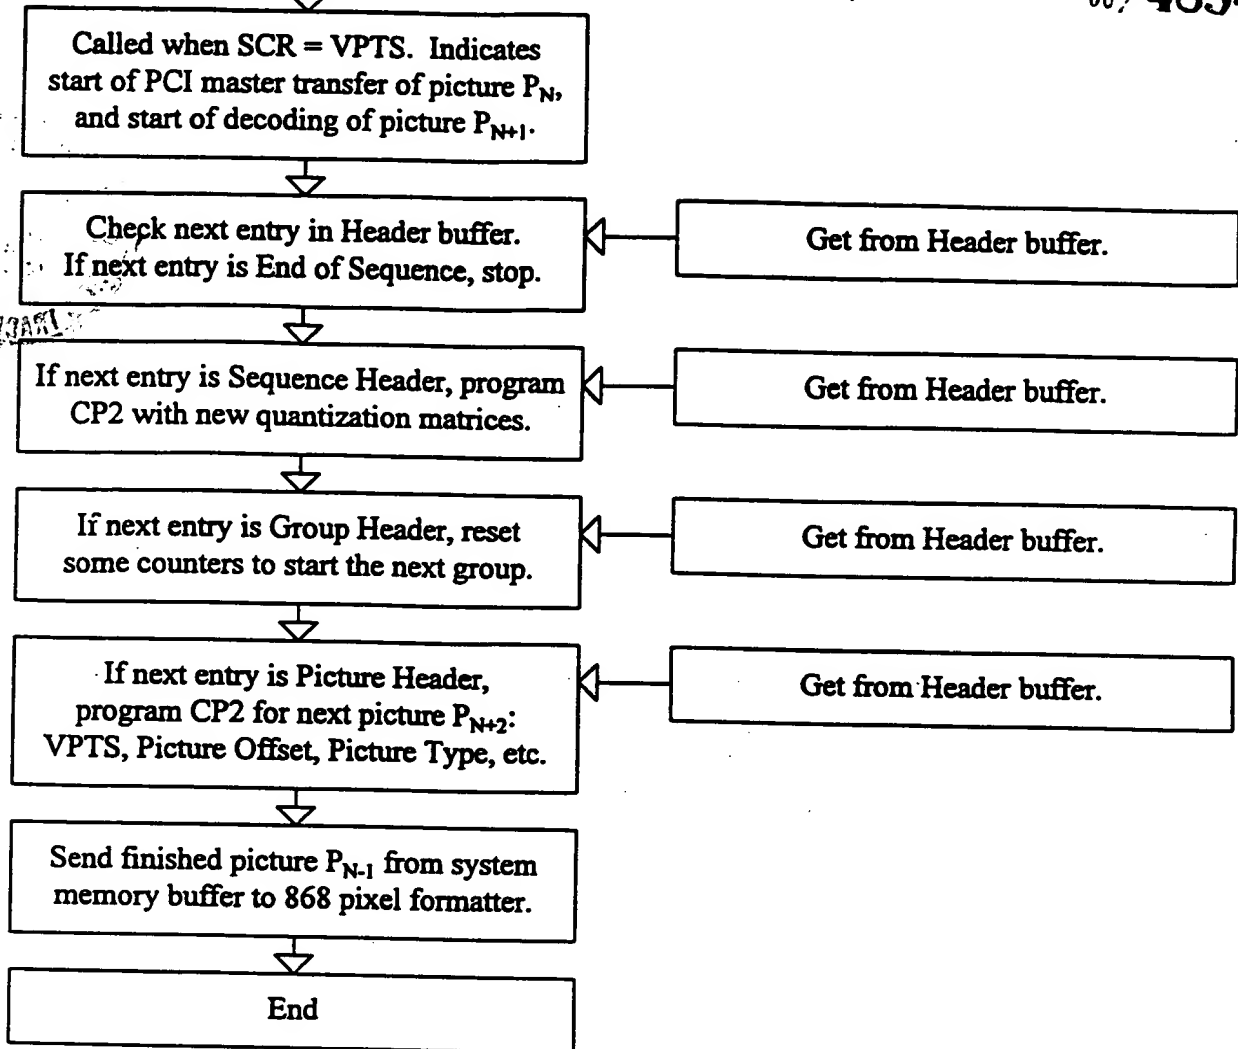 Called when SCR = VPTS. Indicates
start of PCI master transfer of picture P_N,
and start of decoding of picture P_N+1.
Check next entry in Header buffer.
If next entry is End of Sequence, stop.
Get from Header buffer.
If next entry is Sequence Header, program
CP2 with new quantization matrices.
Get from Header buffer.
If next entry is Group Header, reset
some counters to start the next group.
Get from Header buffer.
If next entry is Picture Header,
program CP2 for next picture P_N+2:
VPTS, Picture Offset, Picture Type, etc.
Get from Header buffer.
Send finished picture P_N-1 from system
memory buffer to 868 pixel formatter.
End